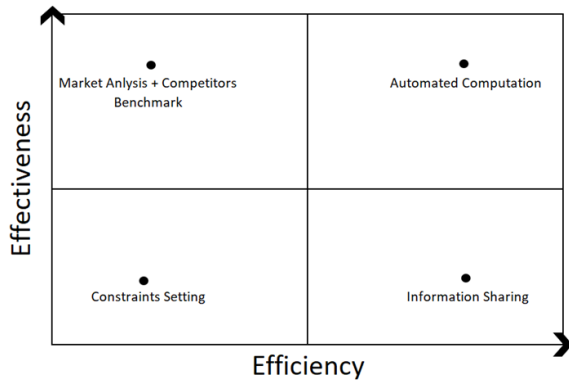 Effectiveness
Market Anlysis + Competitors
Benchmark
Automated Computation
Constraints Setting
Information Sharing
Efficiency